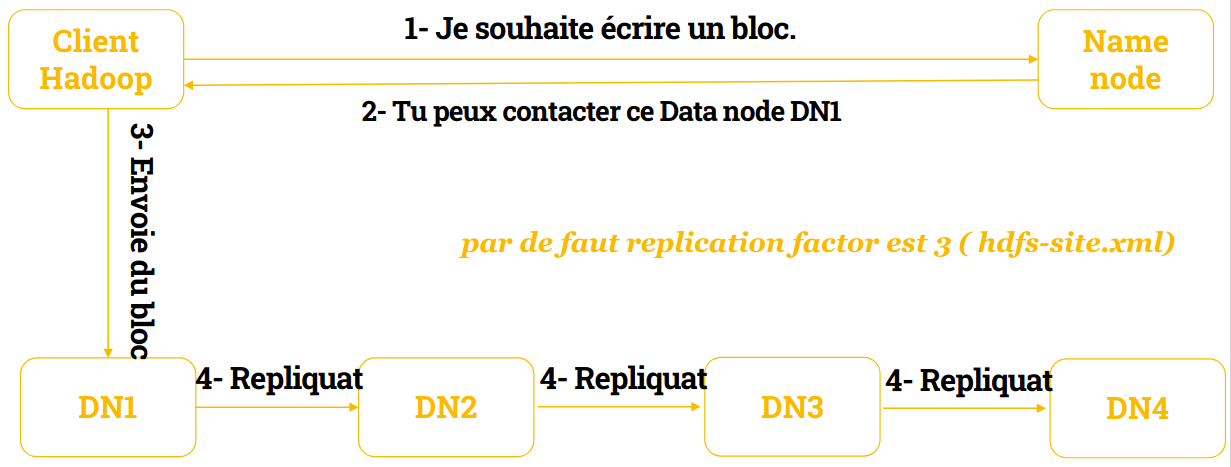 Client
Hadoop
1- Je souhaite écrire un bloc.
Name
node
2- Tu peux contacter ce Data node DN1
3- Envoie du bloc
par de faut replication factor est 3 ( hdfs-site.xml)
DN1
4- Repliquat
DN2
4- Repliquat
DN3
4- Repliquat
DN4